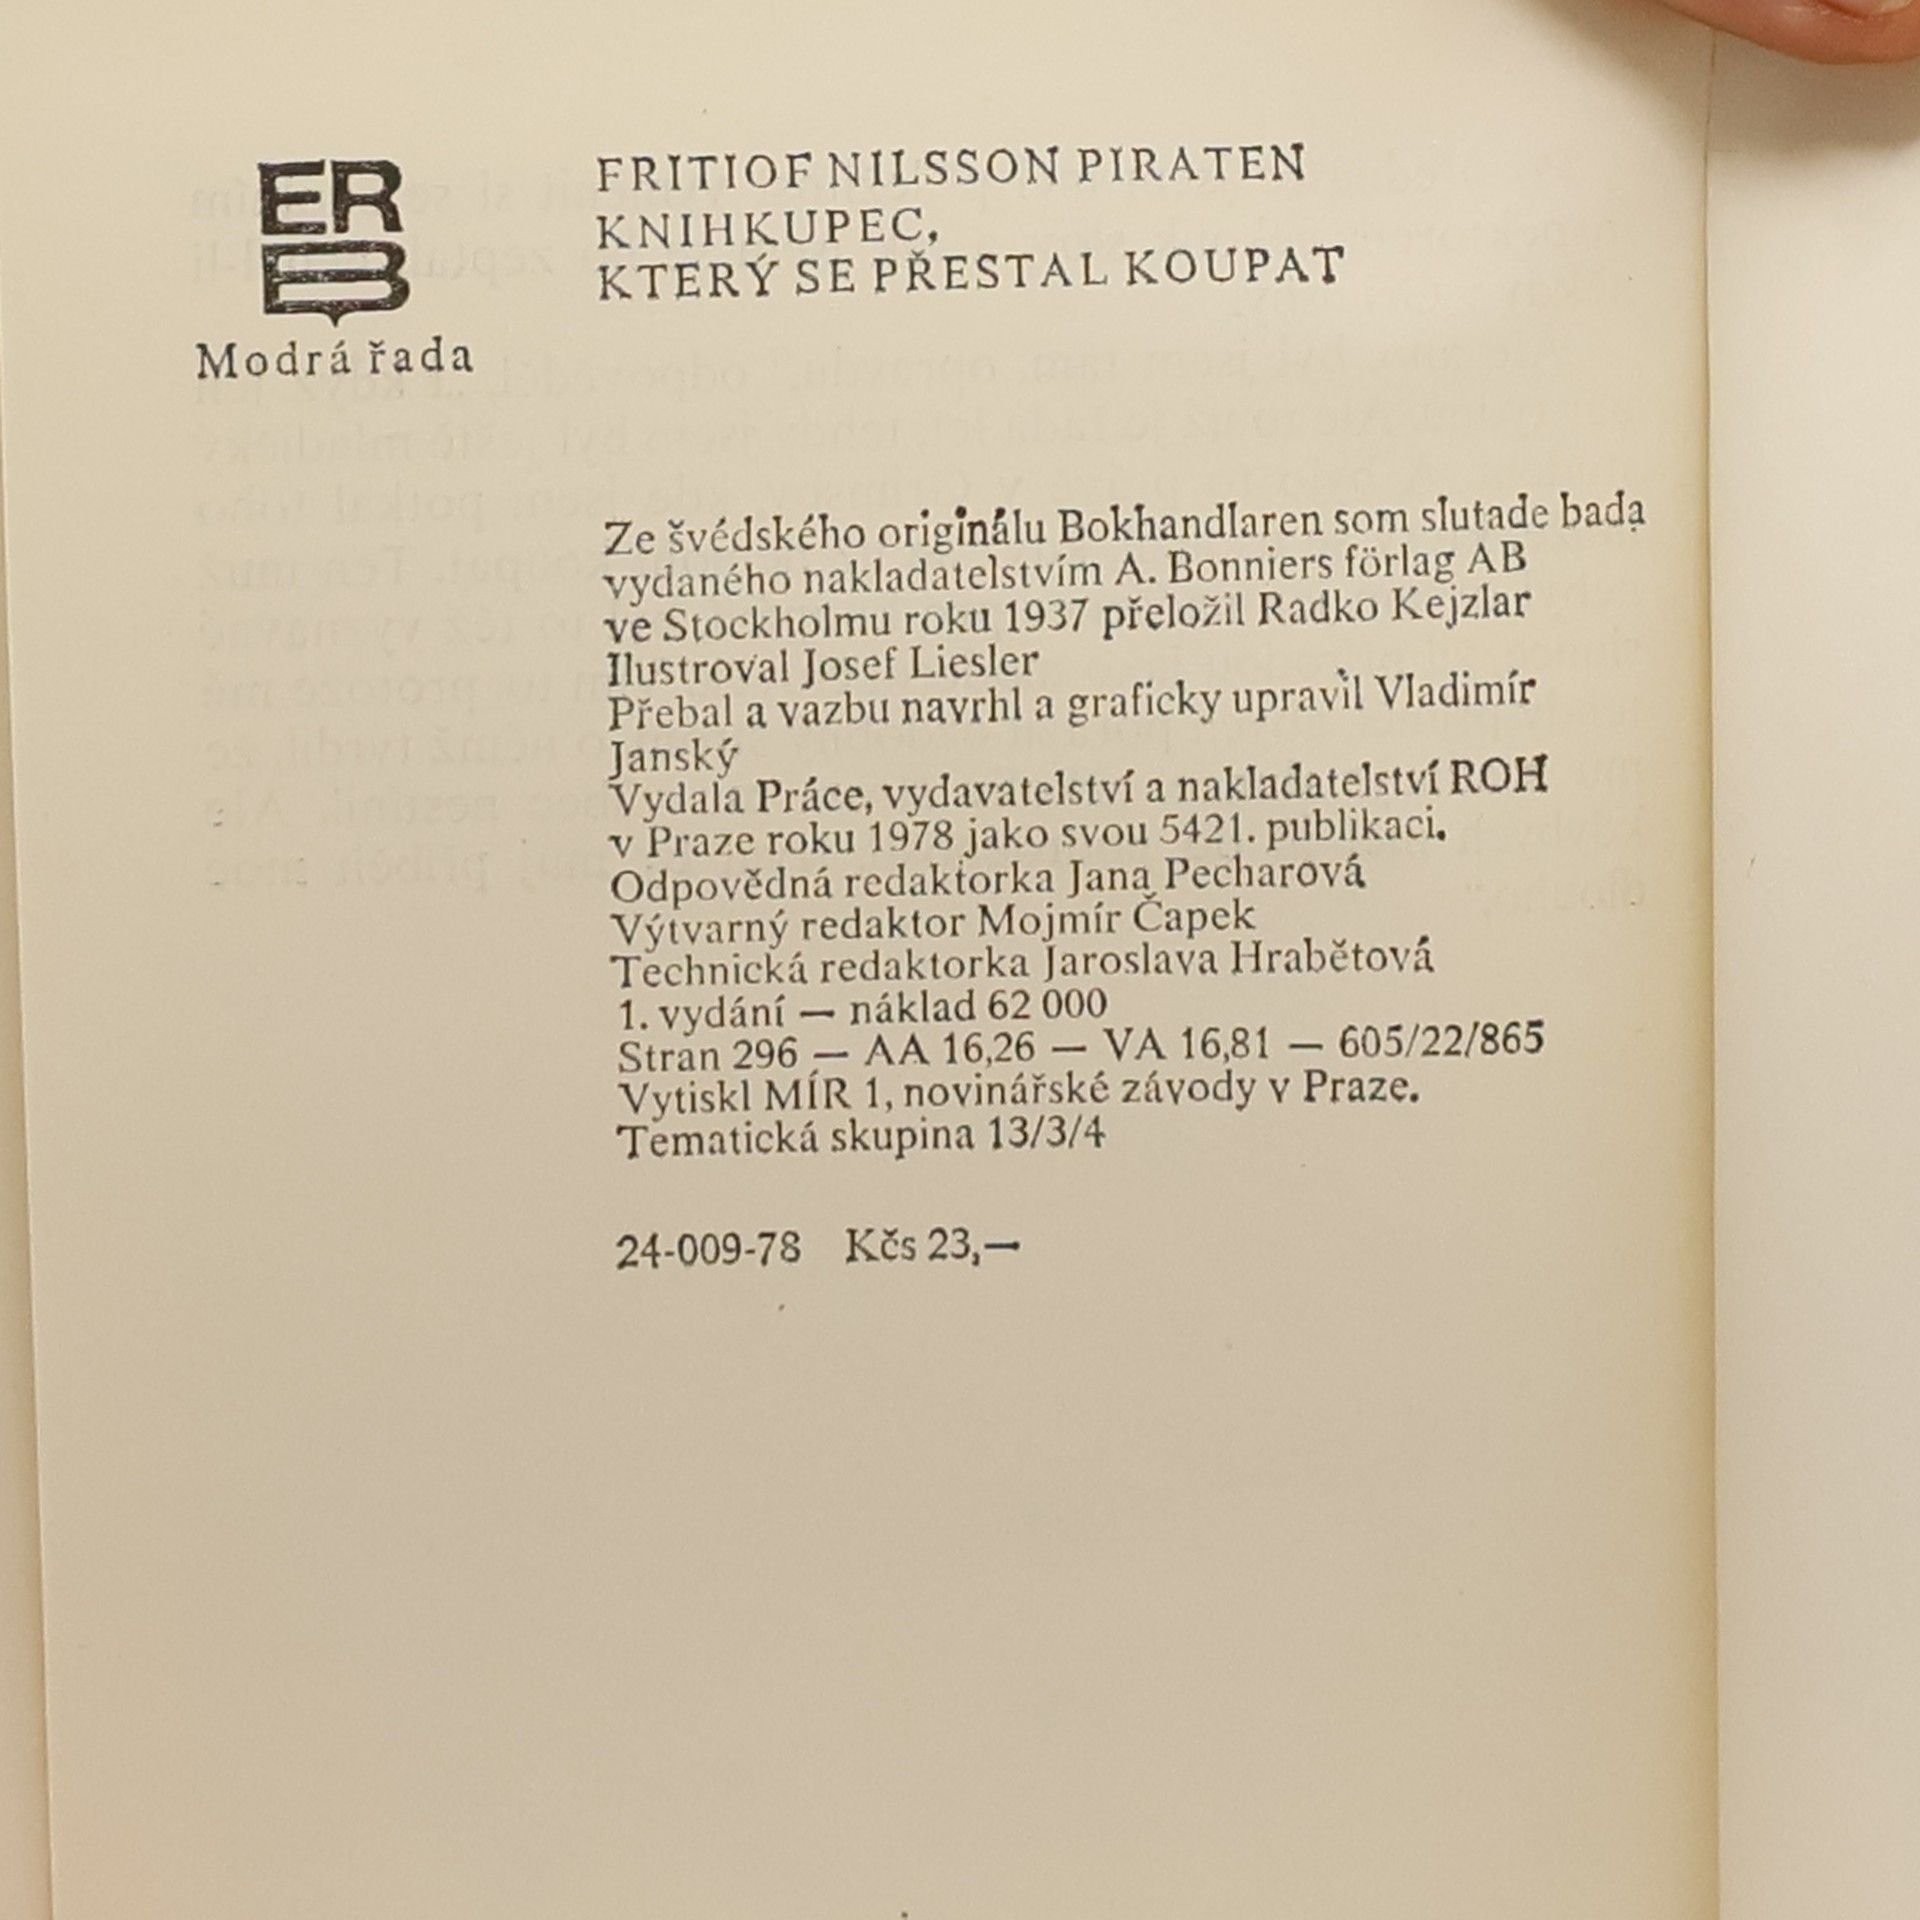 ER
B
Modrá řada
FRITIOF NILSSON PIRATEN
KNIHKUPEC,
KTERÝ SE PŘESTAL KOUPAT
Ze švédského originálu Bokhandlaren som slutade bada
vydaného nakladatelstvím A. Bonniers förlag AB
ve Stockholmu roku 1937 přeložil Radko Kejzlar
Ilustroval Josef Liesler
Přebal a vazbu navrhl a graficky upravil Vladimír
Janský
Vydala Práce, vydavatelství a nakladatelství ROH
v Praze roku 1978 jako svou 5421. publikaci.
Odpovědná redaktorka Jana Pecharová
Výtvarný redaktor Mojmír Čapek
Technická redaktorka Jaroslava Hrabětová
1. vydání — náklad 62 000
Stran 296 — AA 16,26 — VA 16,81 — 605/22/865
Vytiskl MÍR 1, novinářské závody v Praze.
Tematická skupina 13/3/4
24-009-78 Kčs 23,—